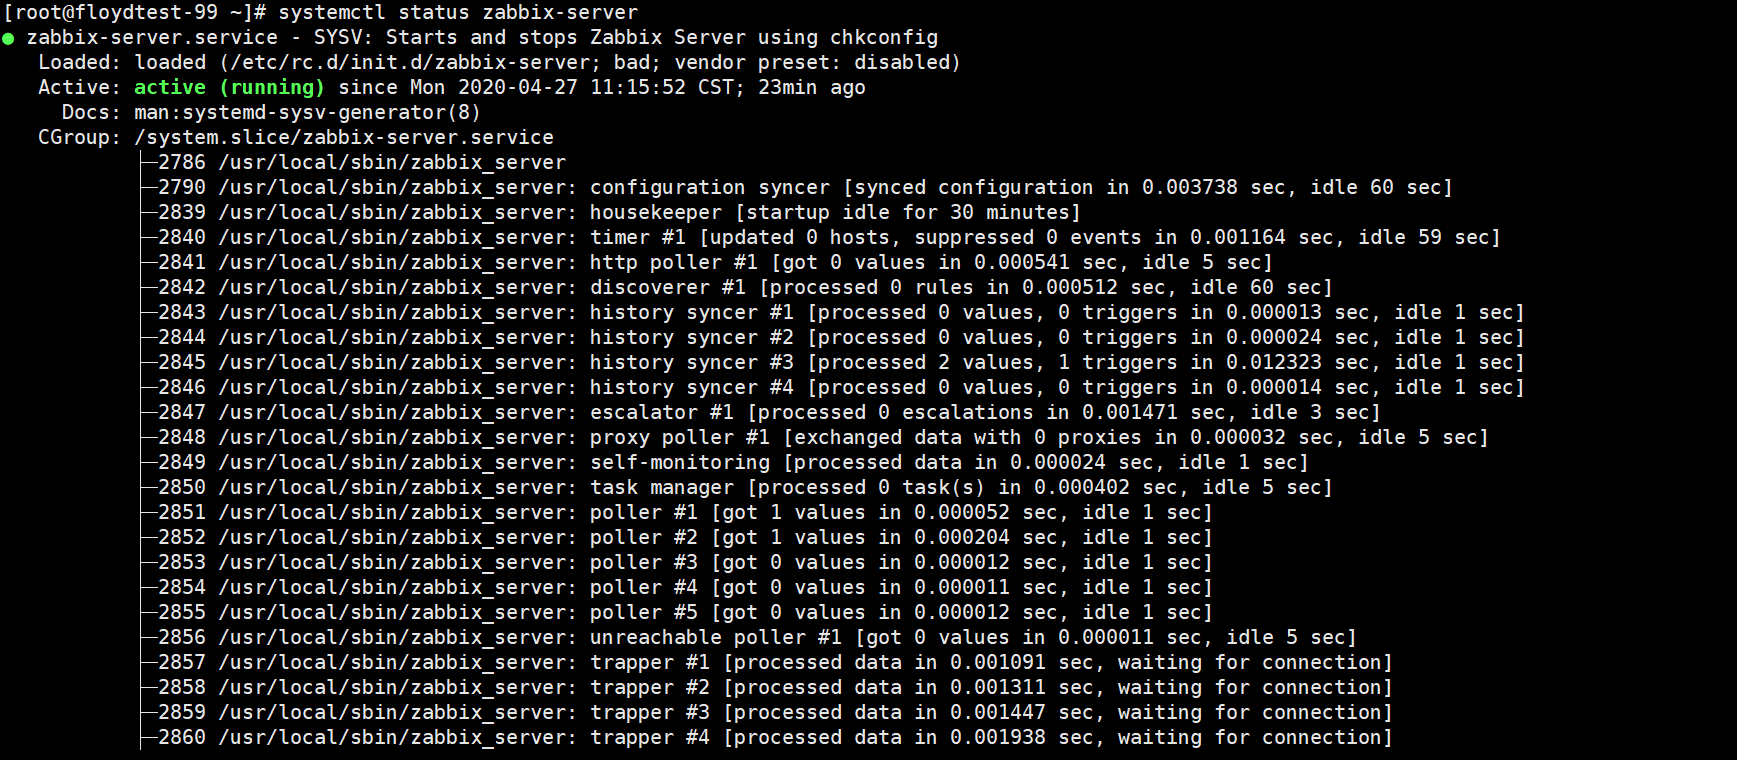 [root@floydtest-99 ~]# systemctl status zabbix-server
● zabbix-server.service - SYSV: Starts and stops Zabbix Server using chkconfig
   Loaded: loaded (/etc/rc.d/init.d/zabbix-server; bad; vendor preset: disabled)
   Active: active (running) since Mon 2020-04-27 11:15:52 CST; 23min ago
     Docs: man:systemd-sysv-generator(8)
   CGroup: /system.slice/zabbix-server.service
           ├─2786 /usr/local/sbin/zabbix_server
           ├─2790 /usr/local/sbin/zabbix_server: configuration syncer [synced configuration in 0.003738 sec, idle 60 sec]
           ├─2839 /usr/local/sbin/zabbix_server: housekeeper [startup idle for 30 minutes]
           ├─2840 /usr/local/sbin/zabbix_server: timer #1 [updated 0 hosts, suppressed 0 events in 0.001164 sec, idle 59 sec]
           ├─2841 /usr/local/sbin/zabbix_server: http poller #1 [got 0 values in 0.000541 sec, idle 5 sec]
           ├─2842 /usr/local/sbin/zabbix_server: discoverer #1 [processed 0 rules in 0.000512 sec, idle 60 sec]
           ├─2843 /usr/local/sbin/zabbix_server: history syncer #1 [processed 0 values, 0 triggers in 0.000013 sec, idle 1 sec]
           ├─2844 /usr/local/sbin/zabbix_server: history syncer #2 [processed 0 values, 0 triggers in 0.000024 sec, idle 1 sec]
           ├─2845 /usr/local/sbin/zabbix_server: history syncer #3 [processed 2 values, 1 triggers in 0.012323 sec, idle 1 sec]
           ├─2846 /usr/local/sbin/zabbix_server: history syncer #4 [processed 0 values, 0 triggers in 0.000014 sec, idle 1 sec]
           ├─2847 /usr/local/sbin/zabbix_server: escalator #1 [processed 0 escalations in 0.001471 sec, idle 3 sec]
           ├─2848 /usr/local/sbin/zabbix_server: proxy poller #1 [exchanged data with 0 proxies in 0.000032 sec, idle 5 sec]
           ├─2849 /usr/local/sbin/zabbix_server: self-monitoring [processed data in 0.000024 sec, idle 1 sec]
           ├─2850 /usr/local/sbin/zabbix_server: task manager [processed 0 task(s) in 0.000402 sec, idle 5 sec]
           ├─2851 /usr/local/sbin/zabbix_server: poller #1 [got 1 values in 0.000052 sec, idle 1 sec]
           ├─2852 /usr/local/sbin/zabbix_server: poller #2 [got 1 values in 0.000204 sec, idle 1 sec]
           ├─2853 /usr/local/sbin/zabbix_server: poller #3 [got 0 values in 0.000012 sec, idle 1 sec]
           ├─2854 /usr/local/sbin/zabbix_server: poller #4 [got 0 values in 0.000011 sec, idle 1 sec]
           ├─2855 /usr/local/sbin/zabbix_server: poller #5 [got 0 values in 0.000012 sec, idle 1 sec]
           ├─2856 /usr/local/sbin/zabbix_server: unreachable poller #1 [got 0 values in 0.000011 sec, idle 5 sec]
           ├─2857 /usr/local/sbin/zabbix_server: trapper #1 [processed data in 0.001091 sec, waiting for connection]
           ├─2858 /usr/local/sbin/zabbix_server: trapper #2 [processed data in 0.001311 sec, waiting for connection]
           ├─2859 /usr/local/sbin/zabbix_server: trapper #3 [processed data in 0.001447 sec, waiting for connection]
           ├─2860 /usr/local/sbin/zabbix_server: trapper #4 [processed data in 0.001938 sec, waiting for connection]